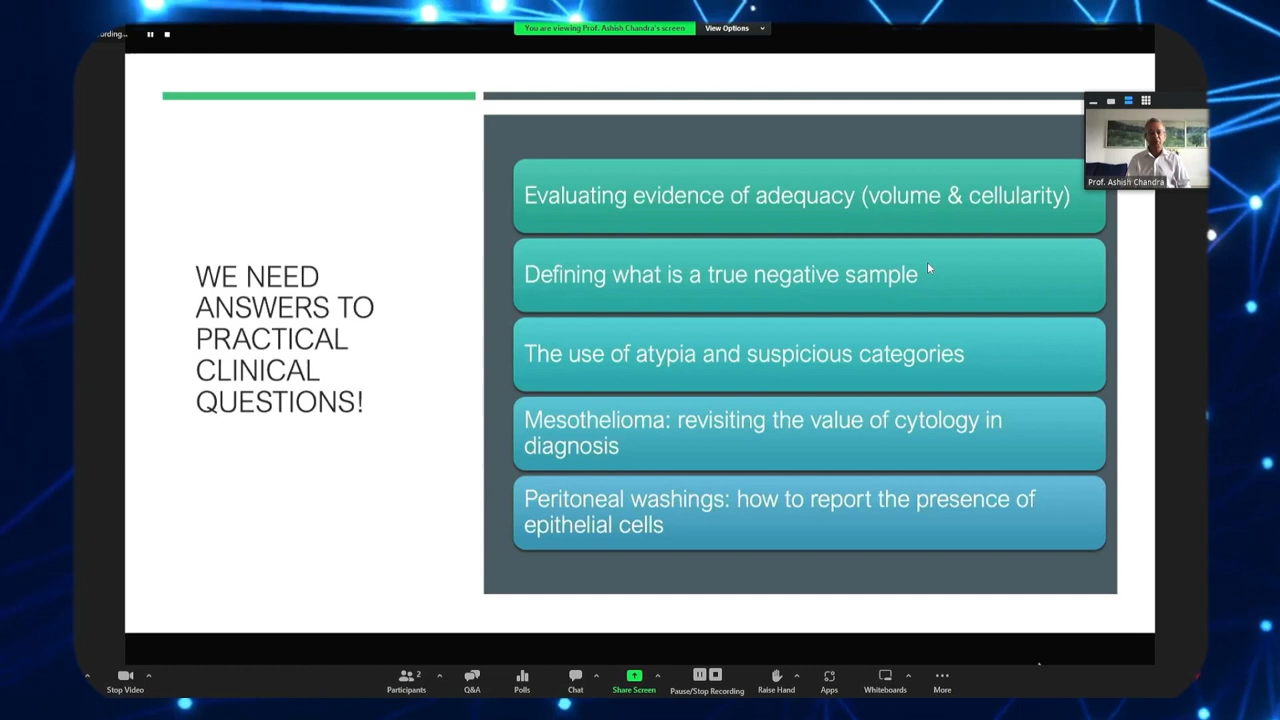 ording...
You are viewing Prof. Ashish Chandra's screen
View Options
WE NEED
ANSWERS TO
PRACTICAL
CLINICAL
QUESTIONS!
Evaluating evidence of adequacy (volume & cellularity)
Defining what is a true negative sample
The use of atypia and suspicious categories
Mesothelioma: revisiting the value of cytology in
diagnosis
Peritoneal washings: how to report the presence of
epithelial cells
Prof. Ashish Chandra
Stop Video
2
Participants
Q&A
Polls
Chat
Share Screen
Pause/Stop Recording
Raise Hand
Apps
Whiteboards
More